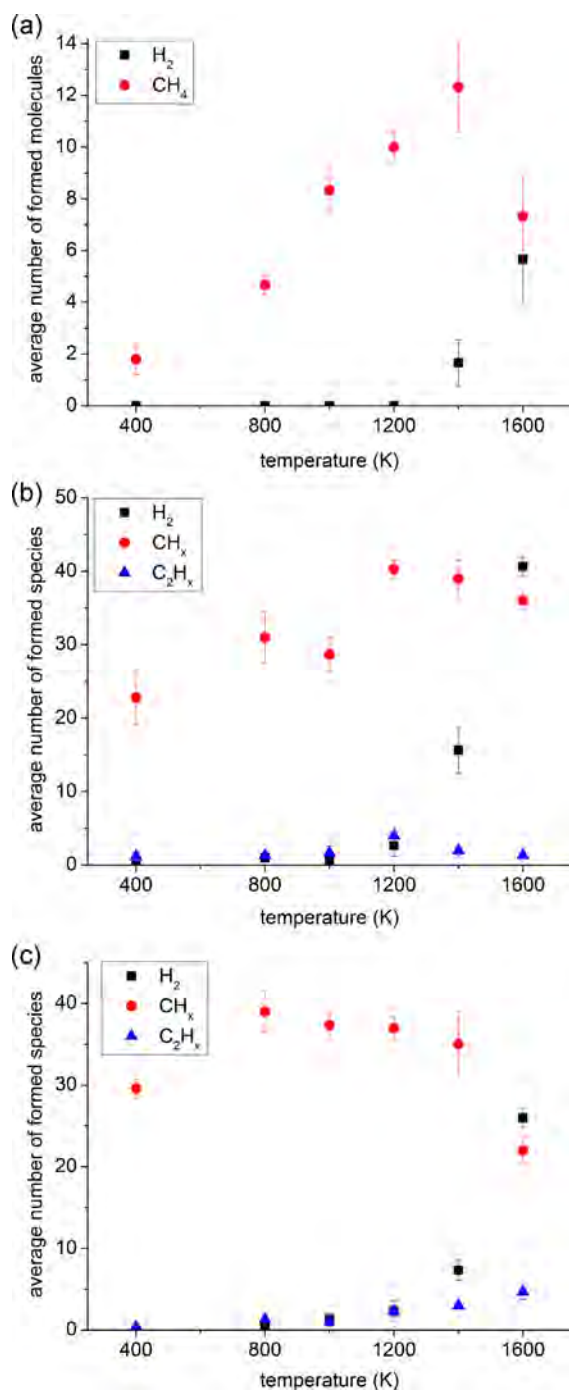 (a)
H₂
CH₄
average number of formed molecules
14
12
10
8
6
4
2
0
400 800 1000 1200 1400 1600
temperature (K)
(b)
H₂
CHₓ
C₂Hₓ
average number of formed species
50
40
30
20
10
0
400 800 1000 1200 1400 1600
temperature (K)
(c)
H₂
CHₓ
C₂Hₓ
average number of formed species
40
30
20
10
0
400 800 1000 1200 1400 1600
temperature (K)